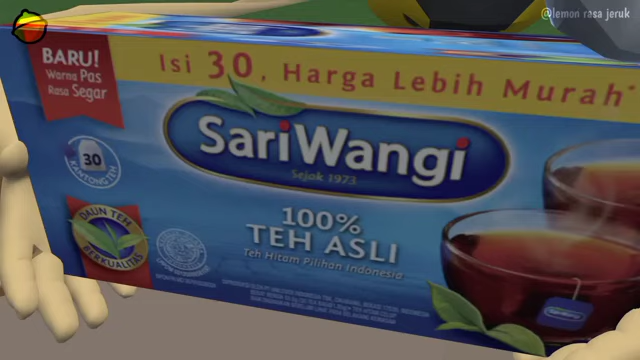 @lemon rasa jeruk
BARU!
Warna Pas
Rasa Segar
Isi 30, Harga Lebih Murah*
SariWangi
Sejak 1973
30
KANTONG TEH
100%
TEH ASLI
Teh Hitam Pilihan Indonesia
DAUN TEH
BERKUALITAS
SariWangi